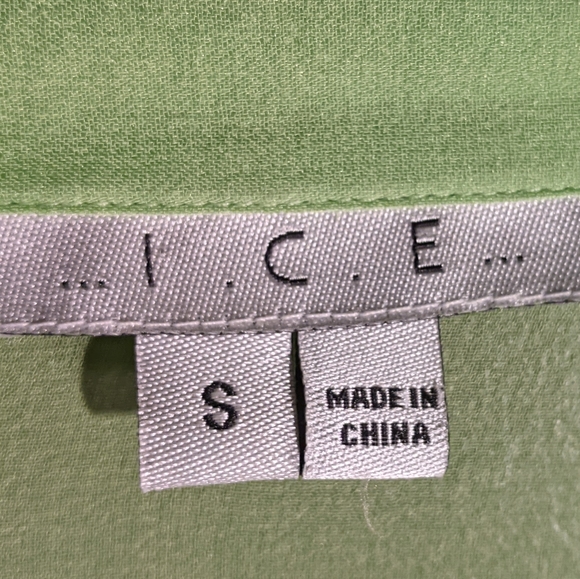 ... I . C . E ...
S
MADE IN
CHINA